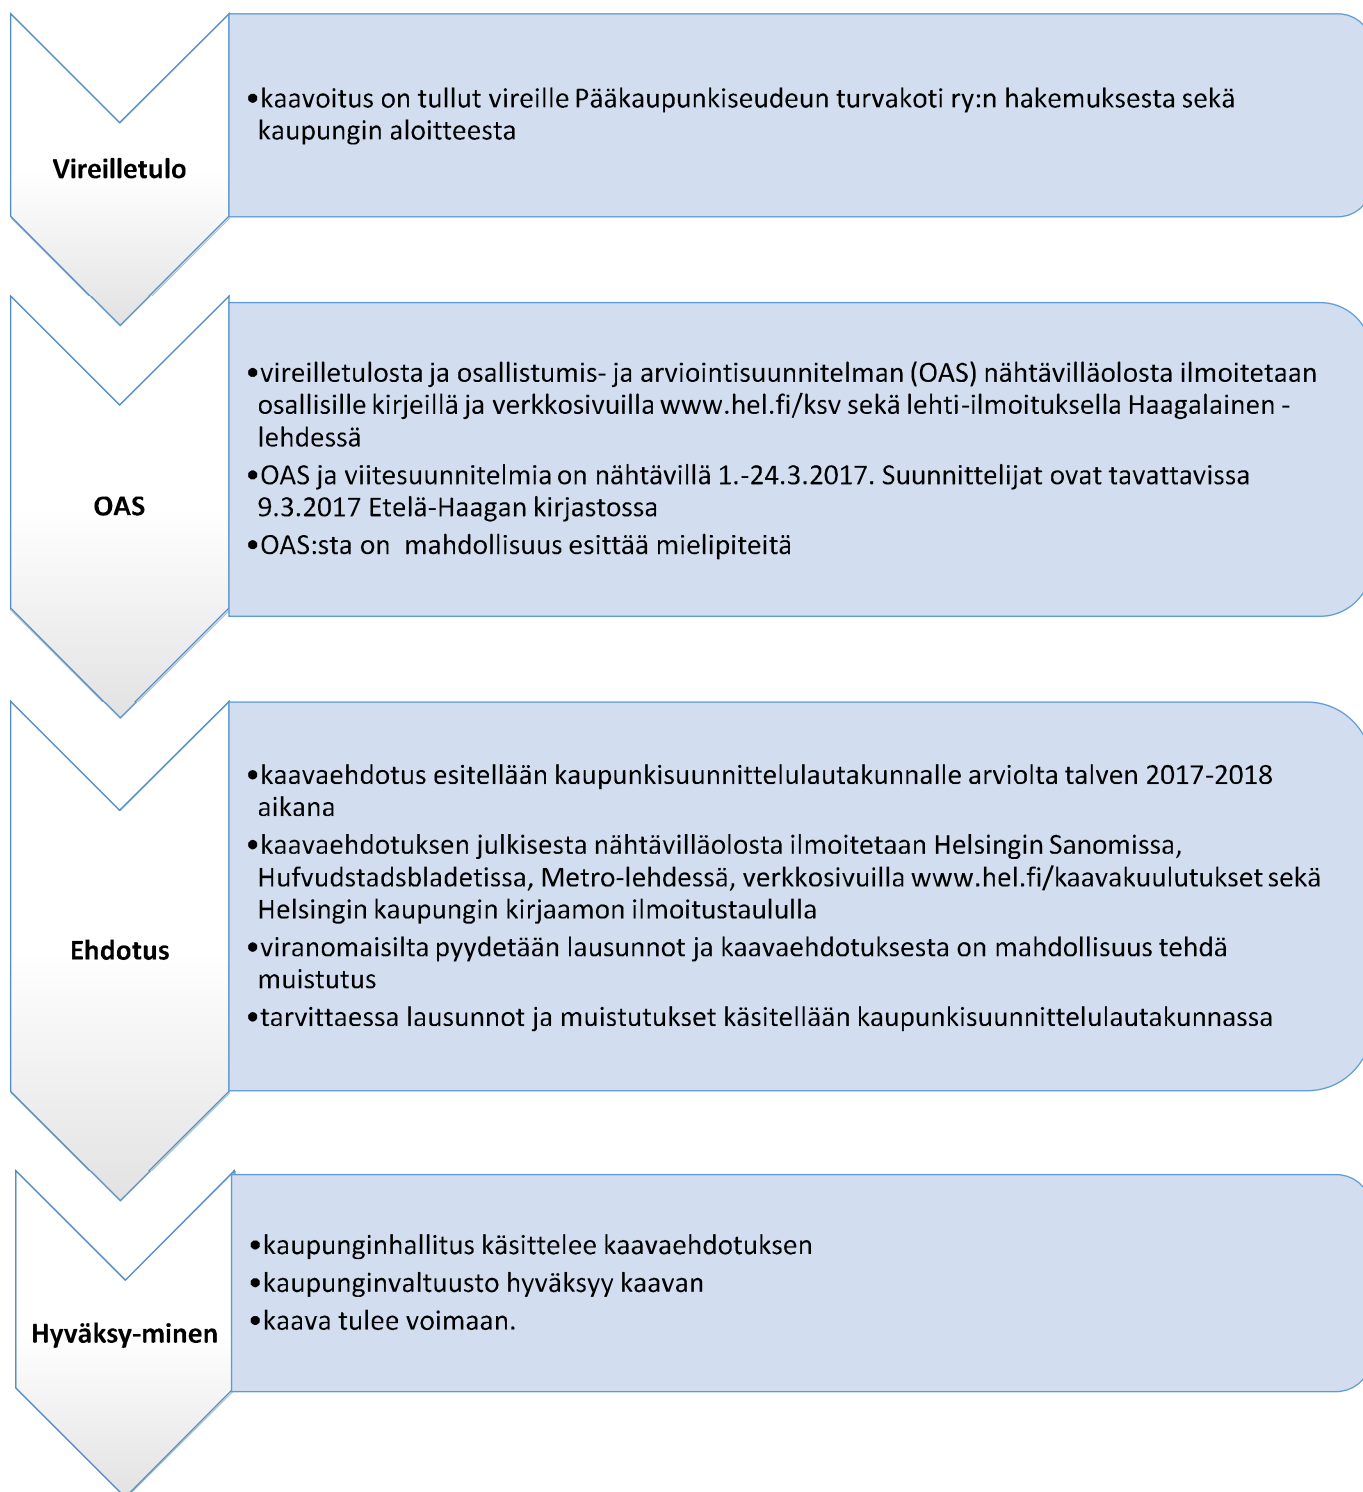 Vireilletulo
•kaavoitus on tullut vireille Pääkaupunkiseudeun turvakoti ry:n hakemuksesta sekä
kaupungin aloitteesta
OAS
•vireilletulosta ja osallistumis- ja arviointisuunnitelman (OAS) nähtävilläolosta ilmoitetaan
osallisille kirjeillä ja verkkosivuilla www.hel.fi/ksv sekä lehti-ilmoituksella Haagalainen -
lehdessä
•OAS ja viitesuunnitelmia on nähtävillä 1.-24.3.2017. Suunnittelijat ovat tavattavissa
9.3.2017 Etelä-Haagan kirjastossa
•OAS:sta on  mahdollisuus esittää mielipiteitä
Ehdotus
•kaavaehdotus esitellään kaupunkisuunnittelulautakunnalle arviolta talven 2017-2018
aikana
•kaavaehdotuksen julkisesta nähtävilläolosta ilmoitetaan Helsingin Sanomissa,
Hufvudstadsbladetissa, Metro-lehdessä, verkkosivuilla www.hel.fi/kaavakuulutukset sekä
Helsingin kaupungin kirjaamon ilmoitustaululla
•viranomaisilta pyydetään lausunnot ja kaavaehdotuksesta on mahdollisuus tehdä
muistutus
•tarvittaessa lausunnot ja muistutukset käsitellään kaupunkisuunnittelulautakunnassa
Hyväksy-minen
•kaupunginhallitus käsittelee kaavaehdotuksen
•kaupunginvaltuusto hyväksyy kaavan
•kaava tulee voimaan.